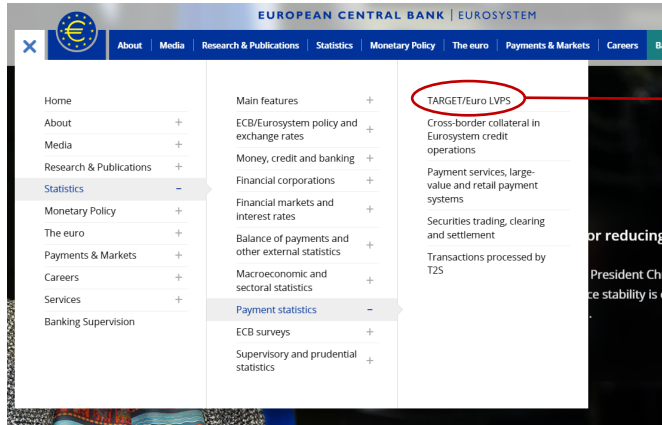 EUROPEAN CENTRAL BANK | EUROSYSTEM
About | Media | Research & Publications | Statistics | Monetary Policy | The euro | Payments & Markets | Careers
Home
About +
Media +
Research & Publications +
Statistics –
Monetary Policy +
The euro +
Payments & Markets +
Careers +
Services +
Banking Supervision
Main features +
ECB/Eurosystem policy and
exchange rates +
Money, credit and banking +
Financial corporations +
Financial markets and
interest rates +
Balance of payments and
other external statistics +
Macroeconomic and
sectoral statistics +
Payment statistics –
ECB surveys +
Supervisory and prudential
statistics +
TARGET/Euro LVPS
Cross-border collateral in
Eurosystem credit
operations
Payment services, large-
value and retail payment
systems
Securities trading, clearing
and settlement
Transactions processed by
T2S
or reducing
President Ch
ce stability is